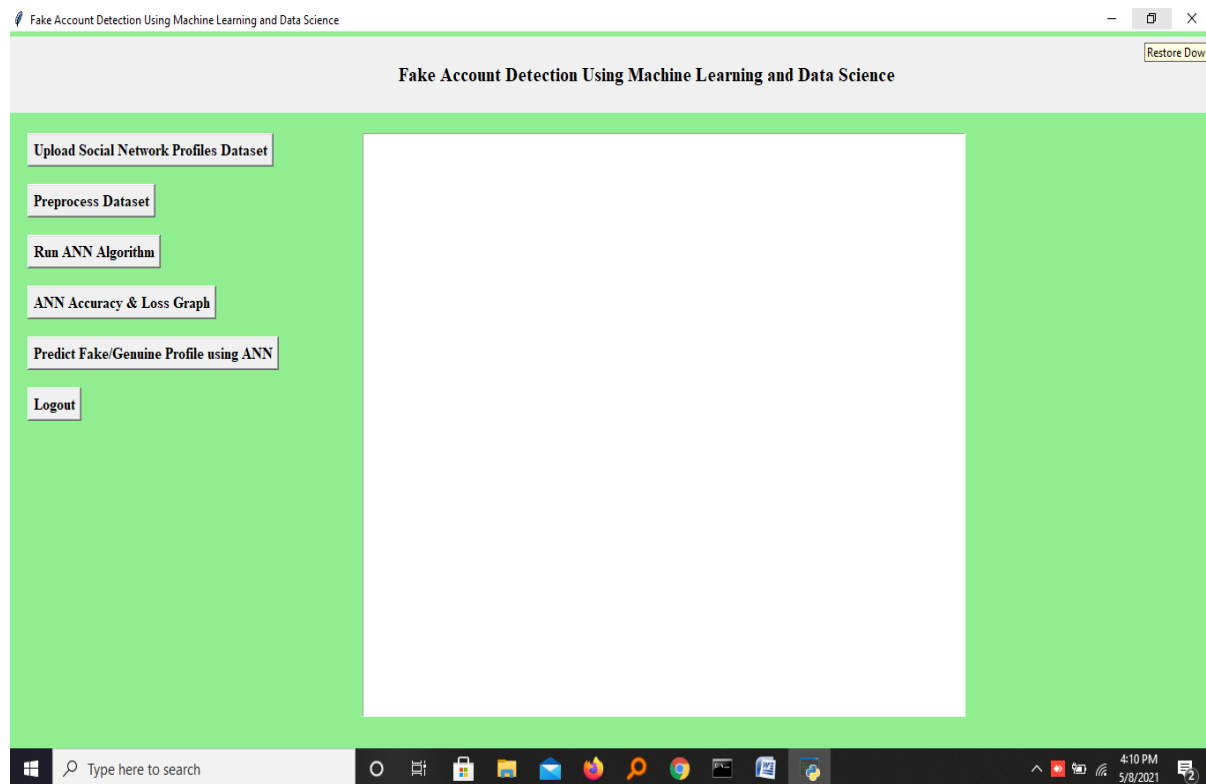 Fake Account Detection Using Machine Learning and Data Science
Restore Dow
Fake Account Detection Using Machine Learning and Data Science
Upload Social Network Profiles Dataset
Preprocess Dataset
Run ANN Algorithm
ANN Accuracy & Loss Graph
Predict Fake/Genuine Profile using ANN
Logout
Type here to search
4:10 PM
5/8/2021
2